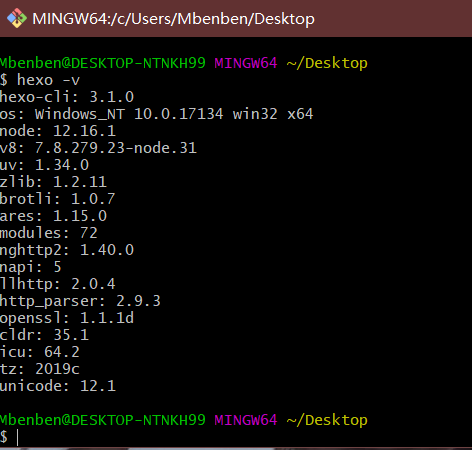 MINGW64:/c/Users/Mbenben/Desktop
Mbenben@DESKTOP-NTNKH99 MINGW64 ~/Desktop
$ hexo -v
hexo-cli: 3.1.0
os: Windows_NT 10.0.17134 win32 x64
node: 12.16.1
v8: 7.8.279.23-node.31
uv: 1.34.0
zlib: 1.2.11
brotli: 1.0.7
ares: 1.15.0
modules: 72
nghttp2: 1.40.0
napi: 5
llhttp: 2.0.4
http_parser: 2.9.3
openssl: 1.1.1d
cldr: 35.1
icu: 64.2
tz: 2019c
unicode: 12.1
Mbenben@DESKTOP-NTNKH99 MINGW64 ~/Desktop
$